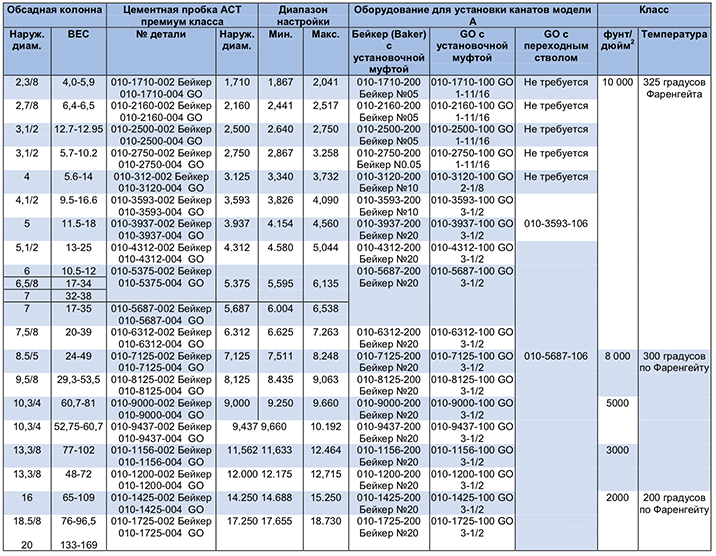 Обсадная колонна Цементная пробка АСТ премиум класса Диапазон настройки Оборудование для установки канатов модели А Класс
Наруж. диам. ВЕС № детали Наруж. диам. Мин. Макс. Бейкер (Baker) с установочной муфтой GO с установочной муфтой GO с переходным стволом фунт/дюйм2 Температура
2,3/8 4,0-5,9 010-1710-002 Бейкер 1,710 1,867 2,041 010-1710-200 010-1710-100 GO Не требуется 10 000 325 градусов
010-1710-004 GO Бейкер №05 1-11/16 Фаренгейта
2,7/8 6,4-6,5 010-2160-002 Бейкер 2,160 2,441 2,517 010-2160-200 010-2160-100 GO Не требуется
010-2160-004 GO Бейкер №05 1-11/16
3,1/2 12.7-12.95 010-2500-002 Бейкер 2,500 2.640 2,750 010-2500-200 010-2500-100 GO Не требуется
010-2500-004 GO Бейкер №05 1-11/16
3,1/2 5.7-10.2 010-2750-002 Бейкер 2,750 2,867 3.258 010-2750-200 010-2750-100 GO Не требуется
010-2750-004 GO Бейкер N0.05 1-11/16
4 5.6-14 010-312-002 Бейкер 3.125 3,340 3,732 010-3120-200 010-3120-100 GO Не требуется
010-3120-004 GO Бейкер №10 2-1/8
4,1/2 9.5-16.6 010-3593-002 Бейкер 3,593 3,826 4,090 010-3593-200 010-3593-100 GO
010-3593-004 GO Бейкер №10 3-1/2
5 11.5-18 010-3937-002 Бейкер 3.937 4.154 4,560 010-3937-200 010-3937-100 GO 010-3593-106
010-3937-004 GO Бейкер №20 3-1/2
5,1/2 13-25 010-4312-002 Бейкер 4.312 4.580 5,044 010-4312-200 010-4312-100 GO
010-4312-004 GO Бейкер №20 3-1/2
6 10.5-12 010-5375-002 Бейкер 010-5687-200 010-5687-100 GO
6,5/8 17-34 010-5375-004 GO 5.375 5,595 6,135 Бейкер №20 3-1/2
7 32-38
7 17-35 010-5687-002 Бейкер 5,687 6.004 6,538
010-5687-004 GO
7,5/8 20-39 010-6312-002 Бейкер 6.312 6.625 7.263 010-6312-200 010-6312-100 GO
010-6312-004 GO Бейкер №20 3-1/2
8.5/5 24-49 010-7125-002 Бейкер 7,125 7,511 8.248 010-7125-200 010-7125-100 GO 010-5687-106 8 000 300 градусов
010-7125-004 GO Бейкер №20 3-1/2 по Фаренгейту
9,5/8 29,3-53,5 010-8125-002 Бейкер 8,125 8.435 9,063 010-8125-200 010-8125-100 GO
010-8125-004 GO Бейкер №20 3-1/2
10,3/4 60,7-81 010-9000-002 Бейкер 9,000 9.250 9.660 010-9000-200 010-9000-100 GO 5000
010-9000-004 GO Бейкер №20 3-1/2
10,3/4 52,75-60,7 010-9437-002 Бейкер 9,437 9,660 10.192 010-9437-200 010-9437-100 GO
010-9437-004 GO Бейкер №20 3-1/2
13,3/8 77-102 010-1156-002 Бейкер 11,562 11,633 12.464 010-1156-200 010-1156-100 GO 3000
010-1156-004 GO Бейкер №20 3-1/2
13,3/8 48-72 010-1200-002 Бейкер 12.000 12.175 12,715 010-1200-200 010-1200-100 GO
010-1200-004 GO Бейкер №20 3-1/2
16 65-109 010-1425-002 Бейкер 14.250 14.688 15.250 010-1425-200 010-1425-100 GO 2000 200 градусов
010-1425-004 GO Бейкер №20 3-1/2 по Фаренгейту
18.5/8 76-96,5 010-1725-002 Бейкер 17.250 17.655 18.730 010-1725-200 010-1725-100 GO
010-1725-004 GO Бейкер №20 3-1/2
20 133-169